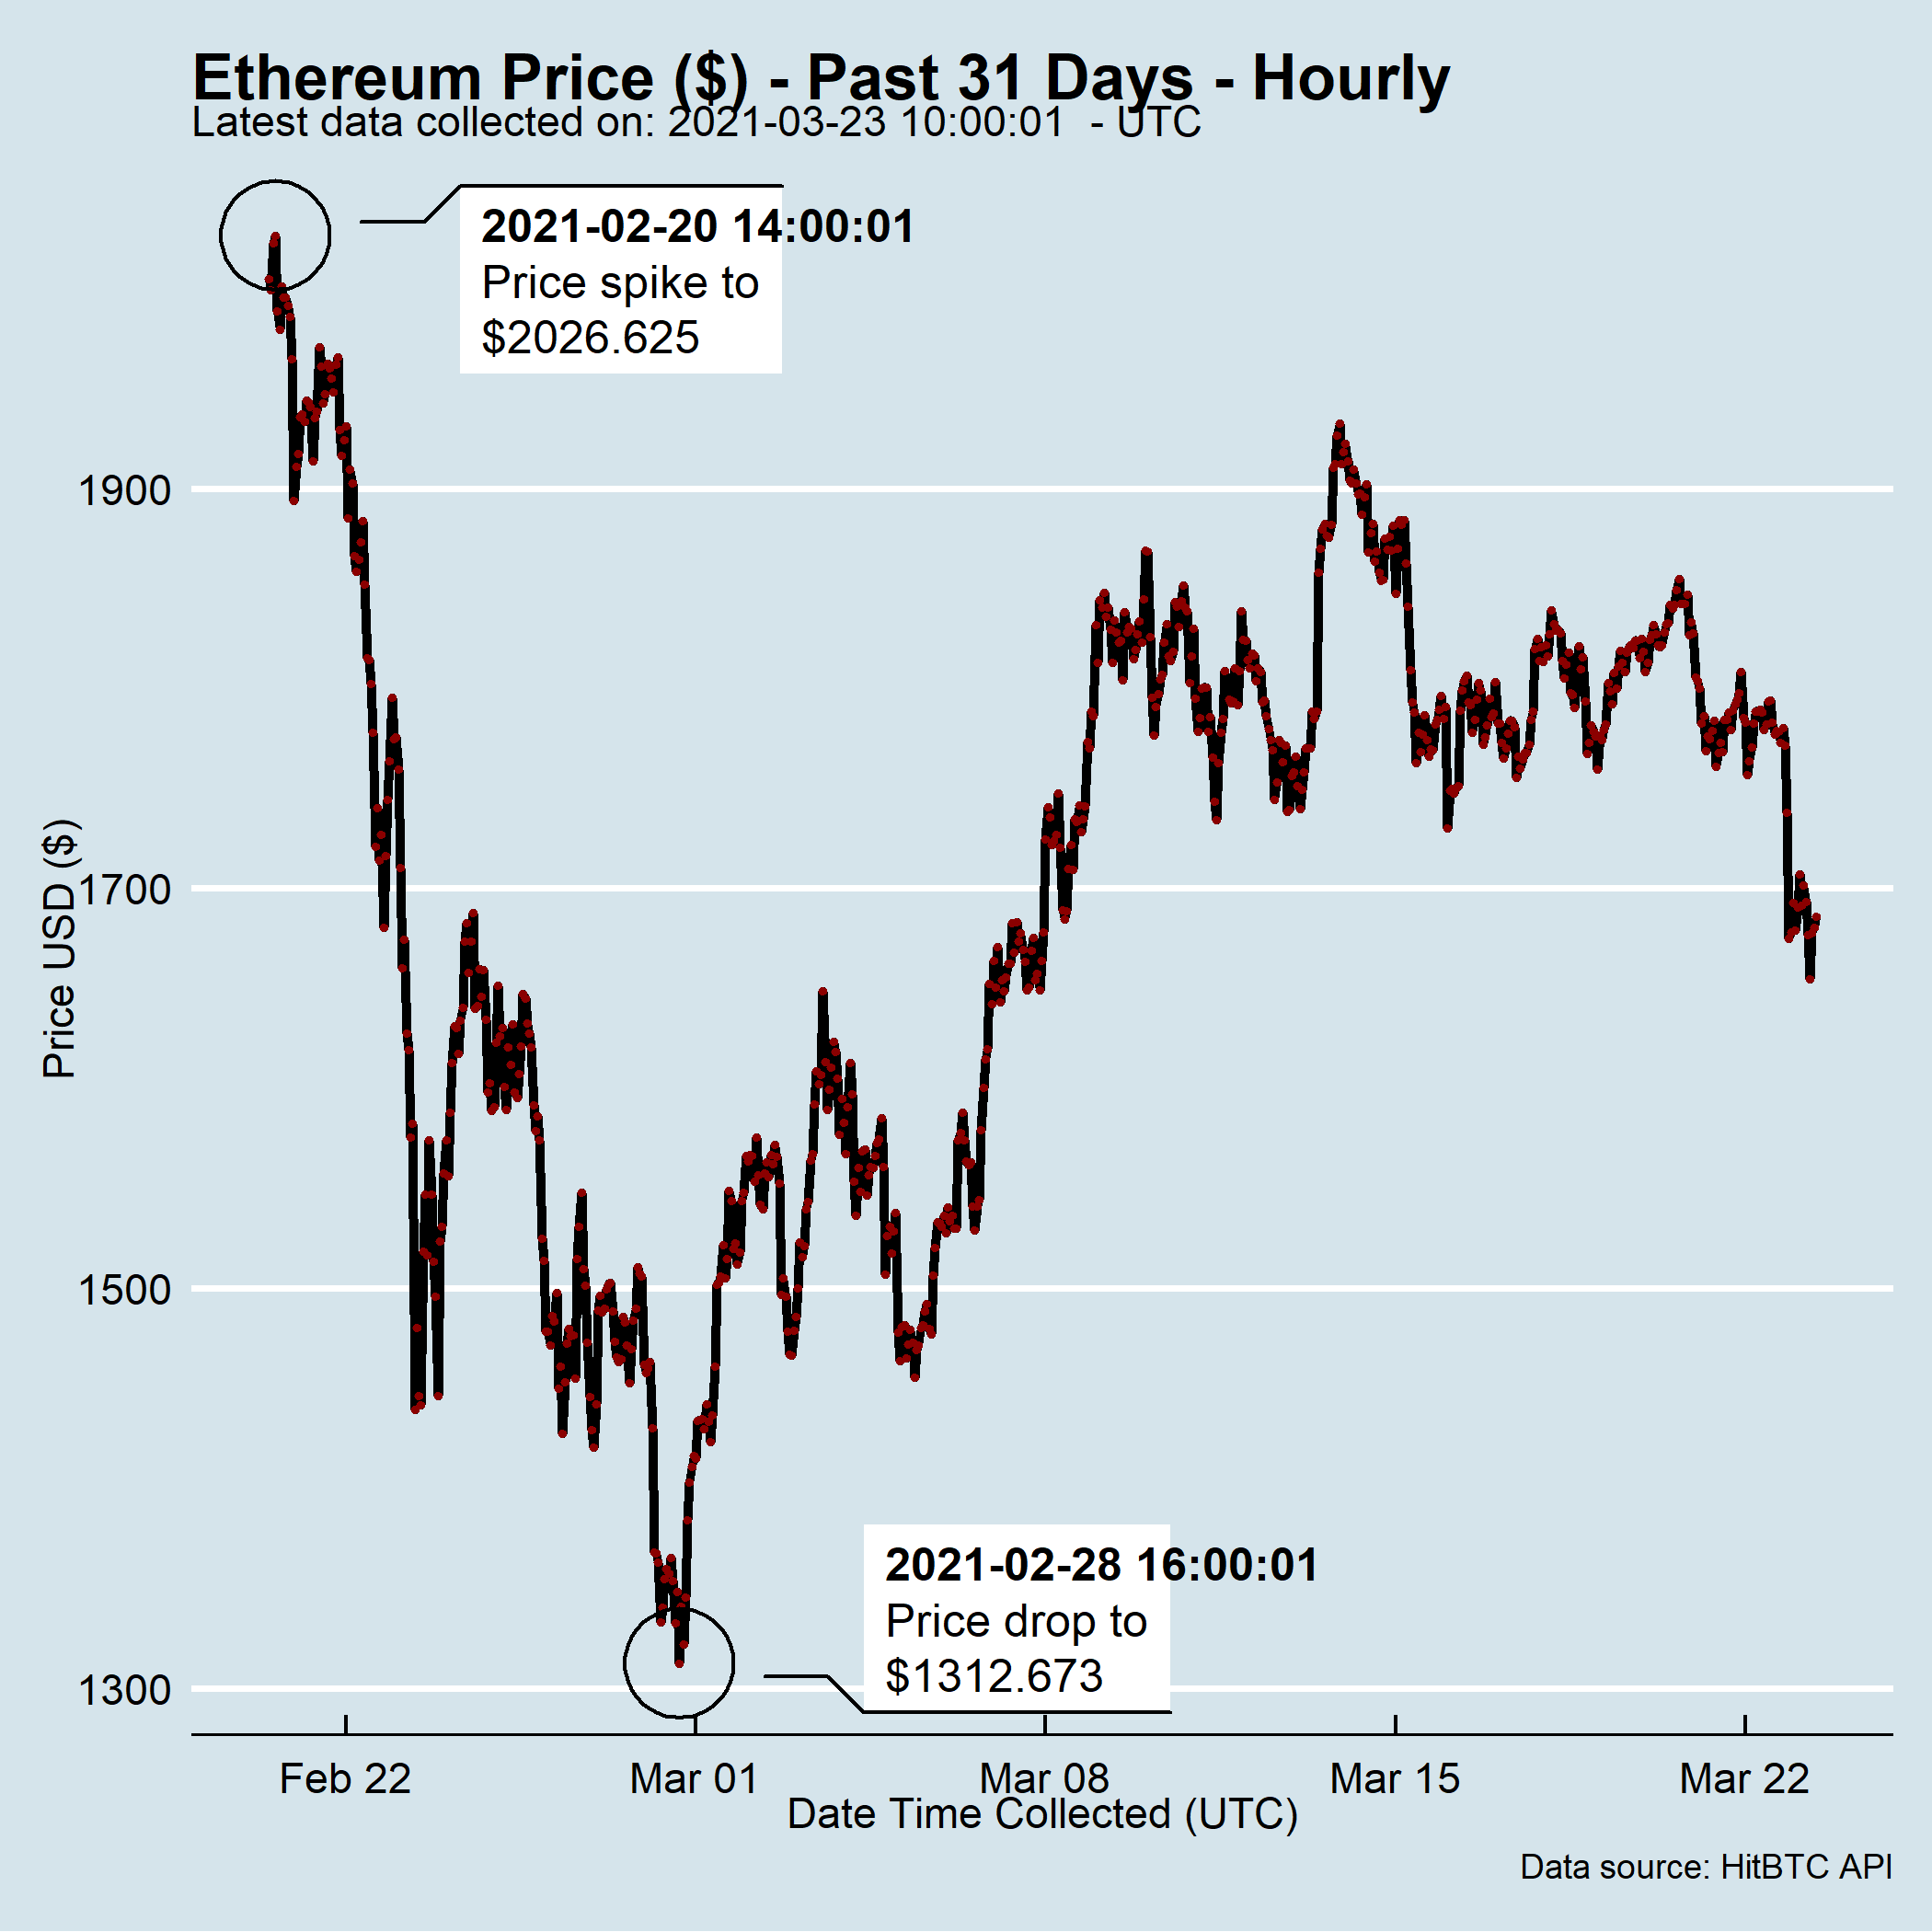 Ethereum Price ($) - Past 31 Days - Hourly
Latest data collected on: 2021-03-23 10:00:01  - UTC
2021-02-20 14:00:01
Price spike to
$2026.625
1900
1700
1500
1300
Price USD ($)
2021-02-28 16:00:01
Price drop to
$1312.673
Feb 22
Mar 01
Mar 08
Mar 15
Mar 22
Date Time Collected (UTC)
Data source: HitBTC API